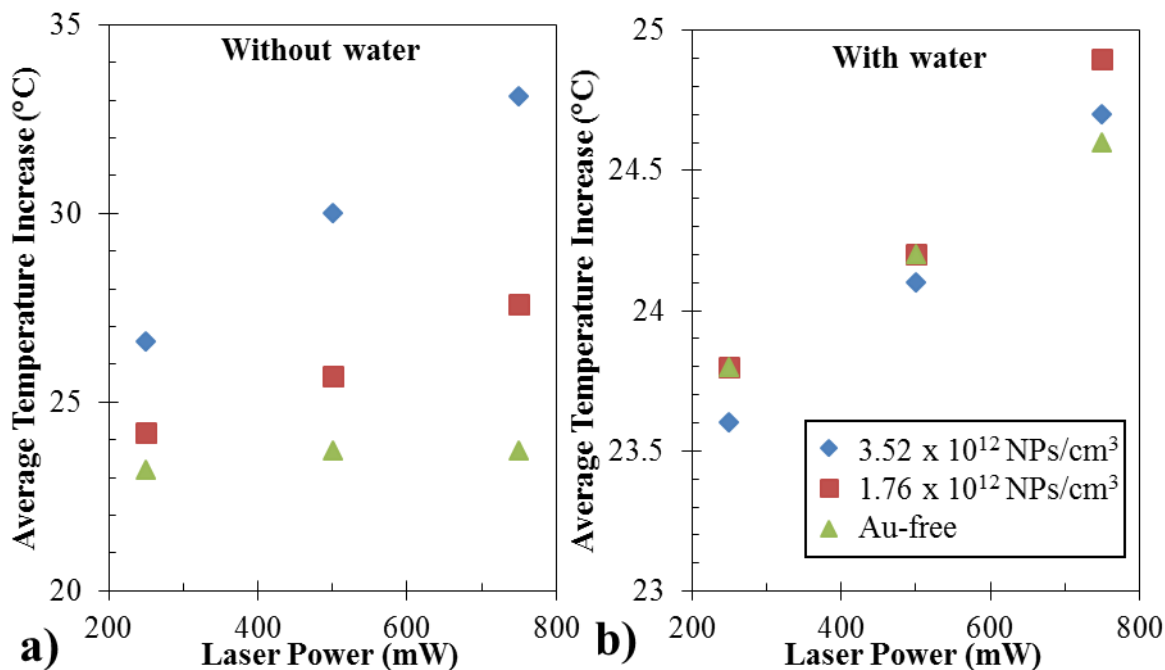 Without water
Average Temperature Increase (°C)
35
30
25
20
200
400
600
800
Laser Power (mW)
a)
With water
Average Temperature Increase (°C)
25
24.5
24
23.5
23
3.52 x 10¹² NPs/cm³
1.76 x 10¹² NPs/cm³
Au-free
200
400
600
800
Laser Power (mW)
b)